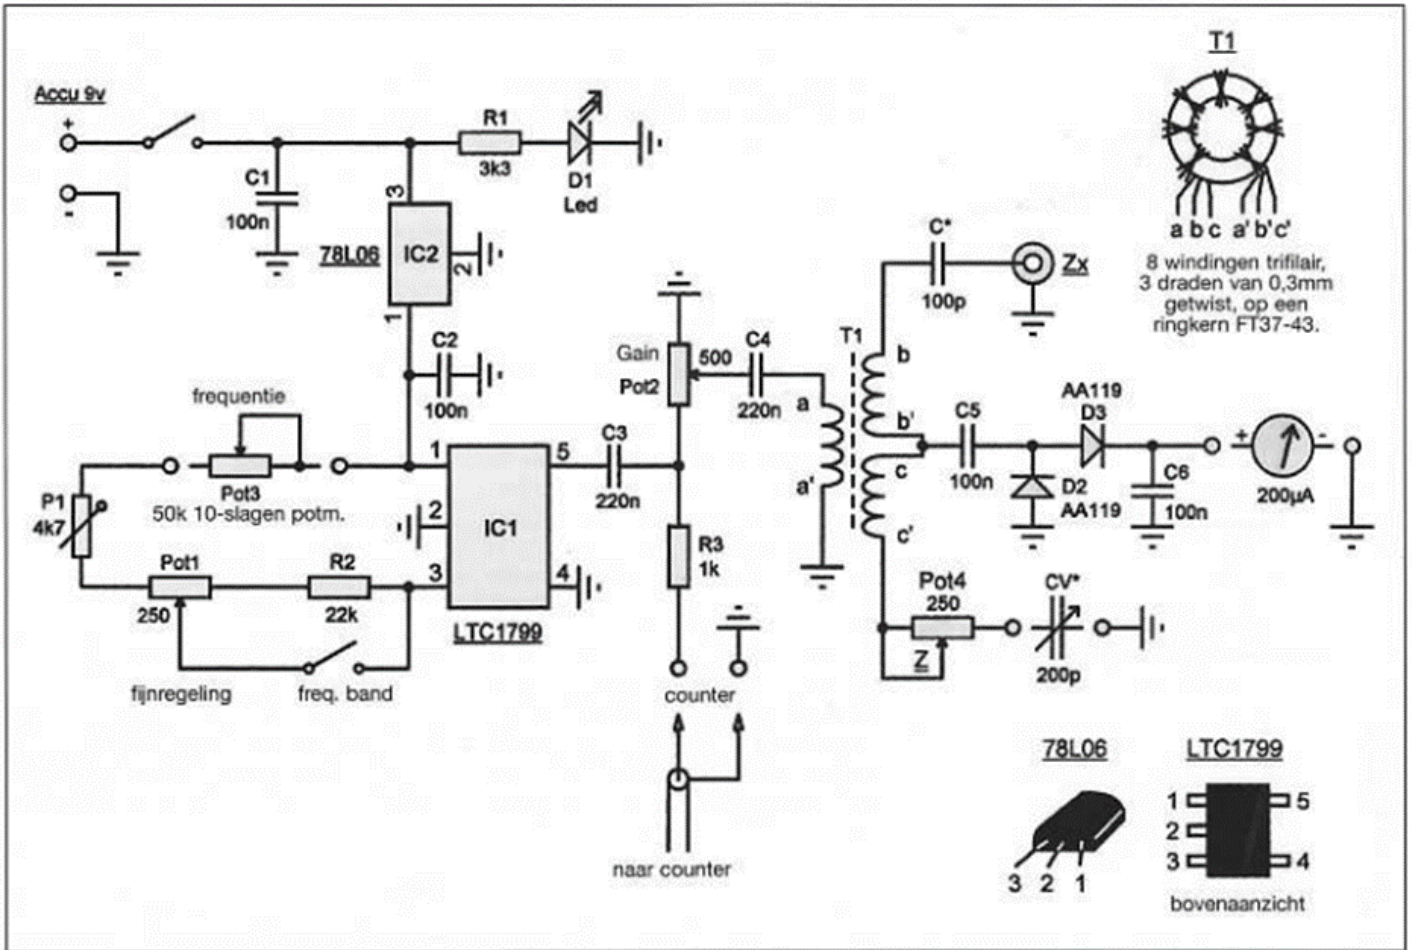 Accu 9v
+
-
C1
100n
R1
3k3
D1
Led
3
78L06
IC2
2
1
C2
100n
frequentie
Pot3
50k 10-slagen potm.
P1
4k7
Pot1
250
R2
22k
fijnregeling
freq. band
1
2
3
IC1
5
4
LTC1799
C3
220n
Gain
Pot2
500
R3
1k
counter
naar counter
C4
220n
T1
a
a'
b
b'
c
c'
C*
100p
Zx
C5
100n
AA119
D3
D2
AA119
C6
100n
+
-
200µA
Pot4
250
Z
CV*
200p
T1
a b c a' b' c'
8 windingen trifilair,
3 draden van 0,3mm
getwist, op een
ringkern FT37-43.
78L06
3 2 1
LTC1799
1
2
3
5
4
bovenaanzicht